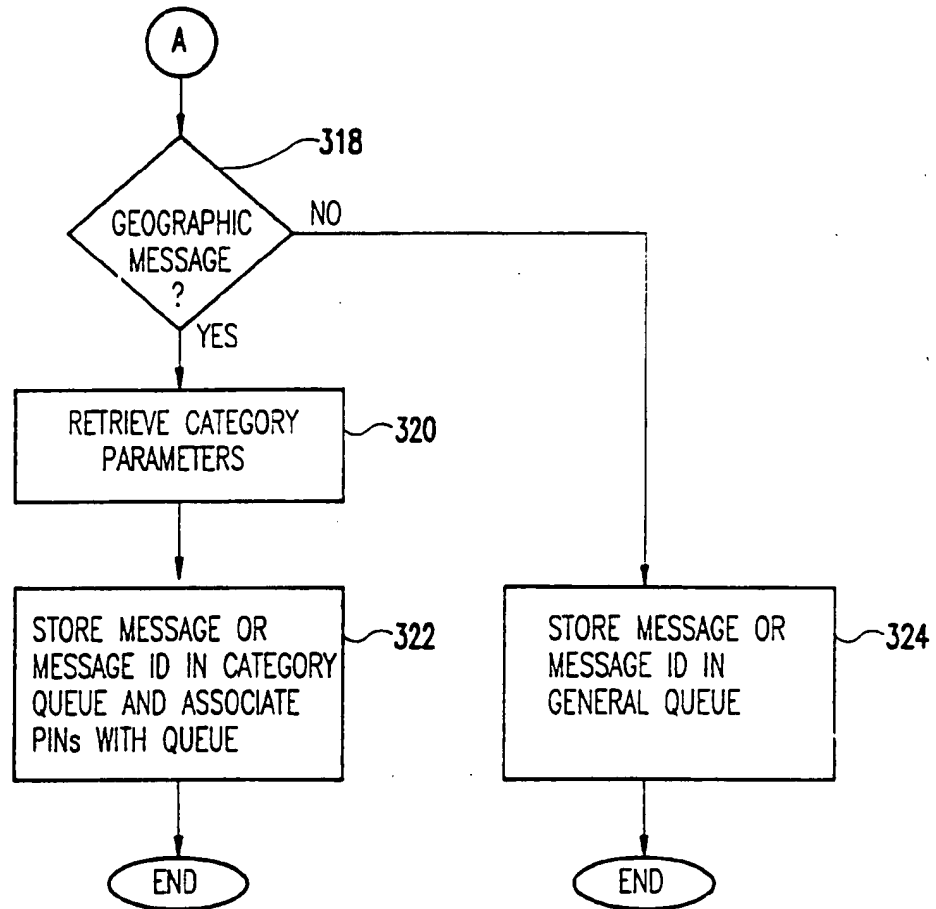 A
318
GEOGRAPHIC
MESSAGE
?
NO
YES
RETRIEVE CATEGORY
PARAMETERS
320
STORE MESSAGE OR
MESSAGE ID IN CATEGORY
QUEUE AND ASSOCIATE
PINs WITH QUEUE
322
STORE MESSAGE OR
MESSAGE ID IN
GENERAL QUEUE
324
END
END